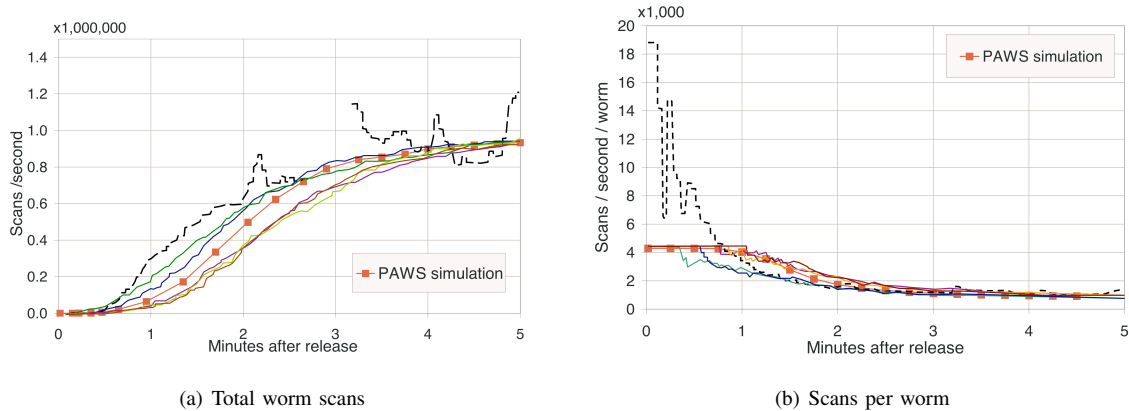 x1,000,000
1.4
1.2
1.0
0.8
0.6
0.4
0.2
0.0
Scans /second
PAWS simulation
0 1 2 3 4 5
Minutes after release
(a) Total worm scans
x1,000
20
18
16
14
12
10
8
6
4
2
0
Scans / second / worm
PAWS simulation
0 1 2 3 4 5
Minutes after release
(b) Scans per worm